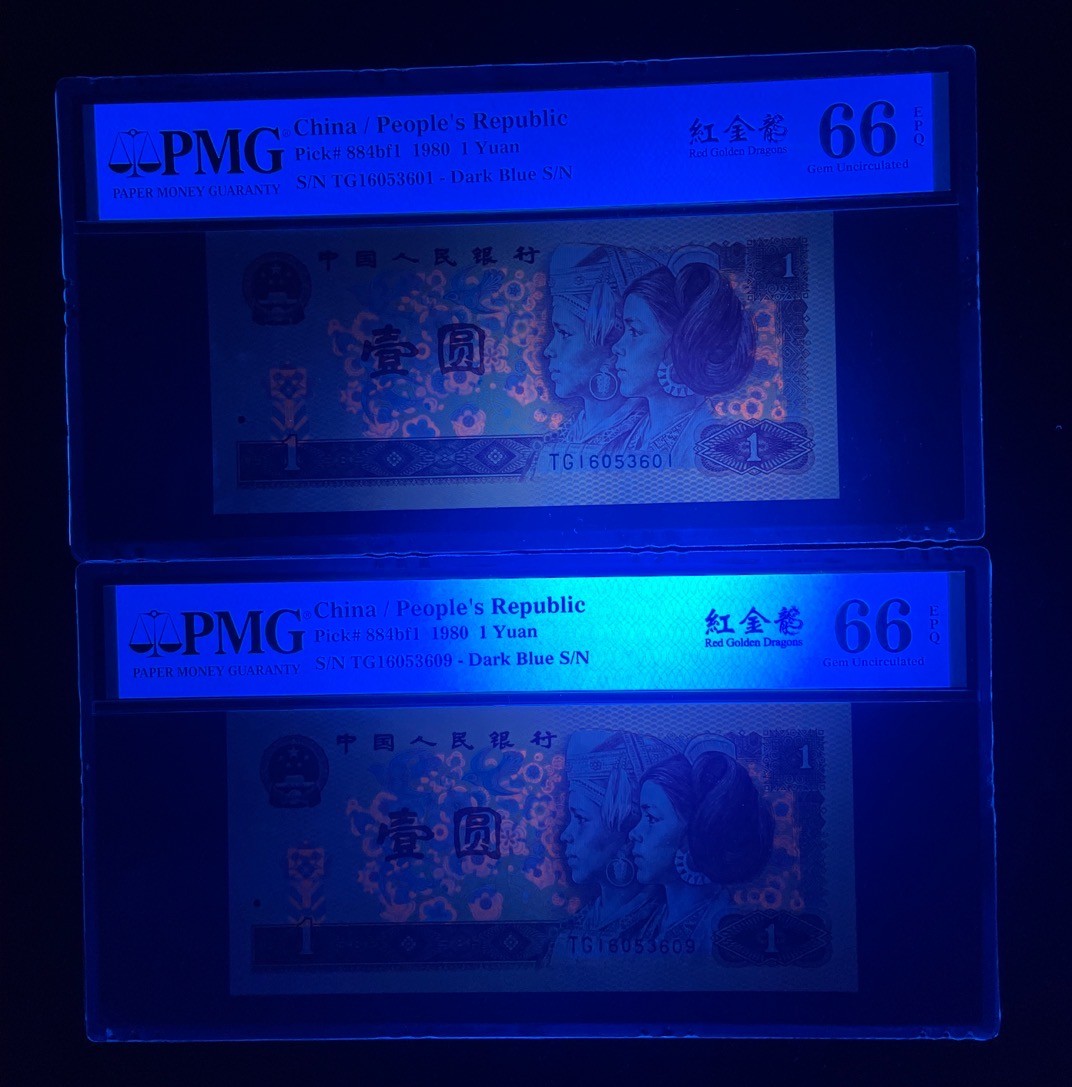 PMG®
PAPER MONEY GUARANTY
China / People's Republic
Pick# 884bf1 1980 1 Yuan
S/N TG16053601 - Dark Blue S/N
紅金龍
Red Golden Dragons
66
EPQ
Gem Uncirculated
中国人民银行
1
壹圆
1
TG16053601
1
PMG®
PAPER MONEY GUARANTY
China / People's Republic
Pick# 884bf1 1980 1 Yuan
S/N TG16053609 - Dark Blue S/N
紅金龍
Red Golden Dragons
66
EPQ
Gem Uncirculated
中国人民银行
1
壹圆
1
TG16053609
1